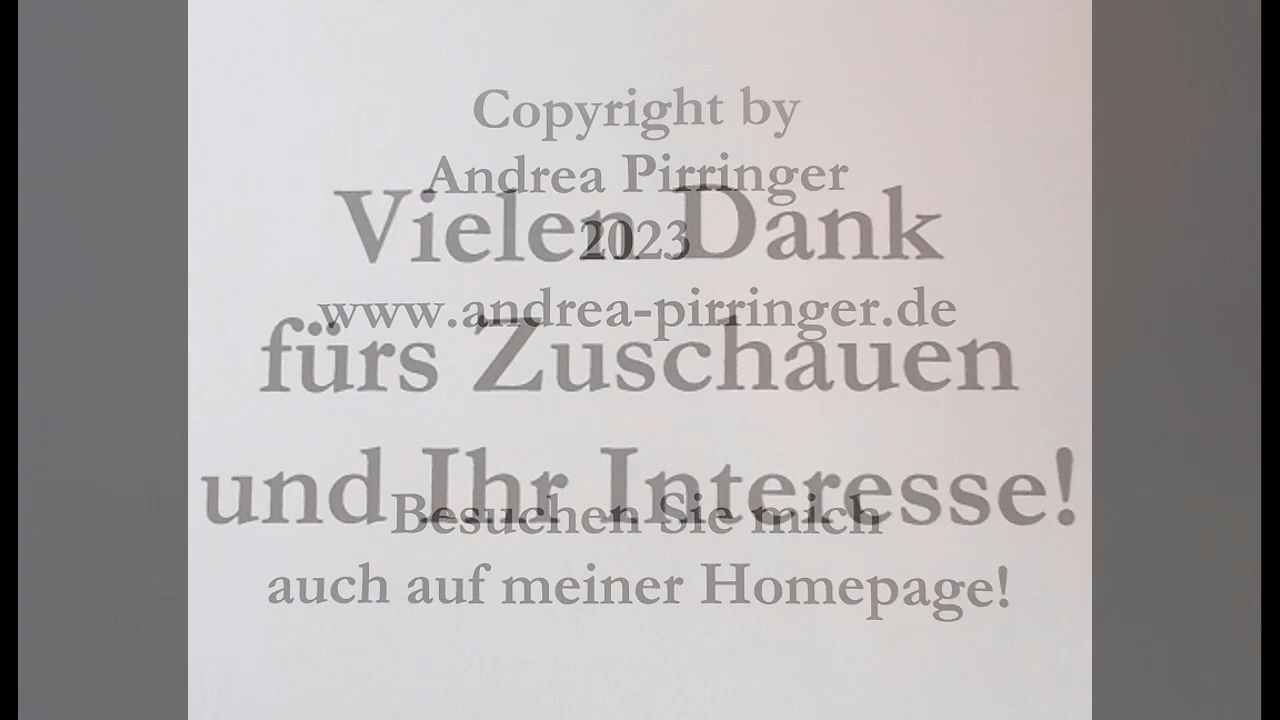 Copyright by
Andrea Pirringer
Vielen Dank
2023
www.andrea-pirringer.de
fürs Zuschauen
und Ihr Interesse!
Besuchen Sie mich
auch auf meiner Homepage!